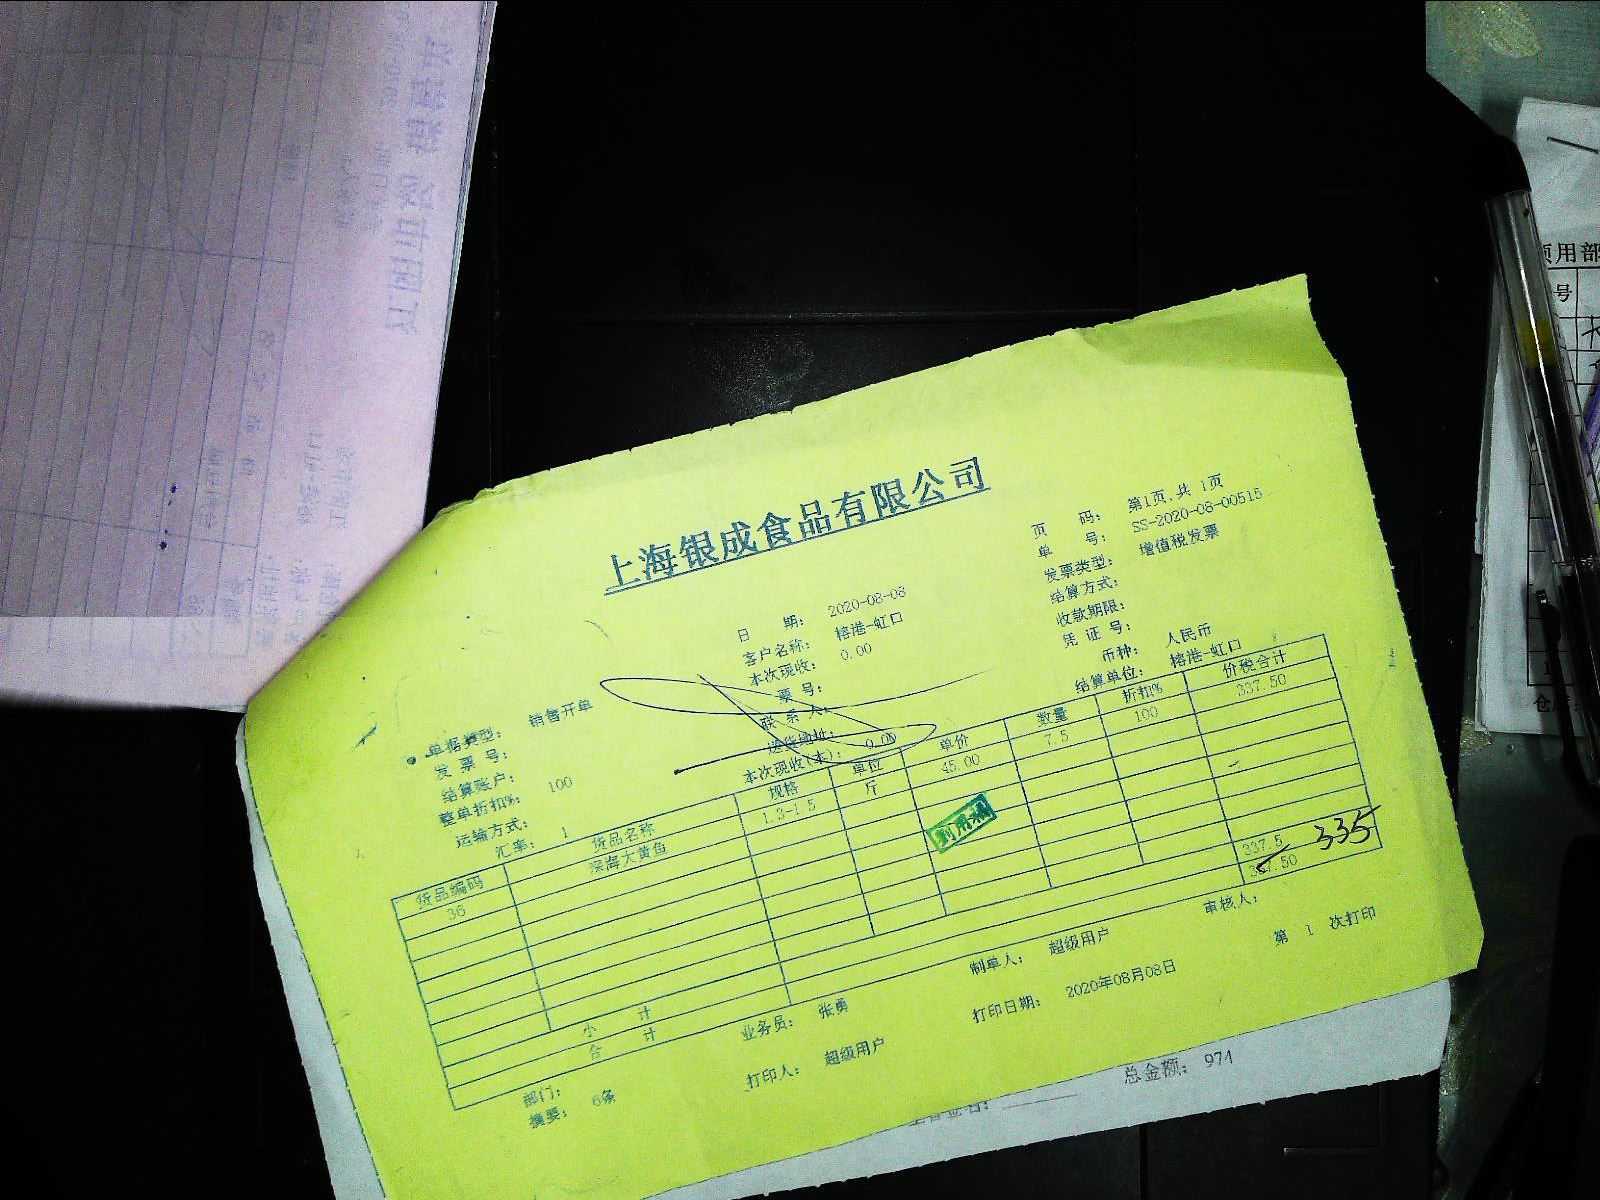 上海银成食品有限公司
页 码: 第1页,共 1页
单 号: SS-2020-08-00515
发票类型: 增值税发票
结算方式:
收款期限:
凭 证 号:
币种: 人民币
结算单位: 榕港-虹口
日 期: 2020-08-08
客户名称: 榕港-虹口
本次现收: 0.00
票 号:
联 系 人:
送货地址:
本次现收(本): 0.00
单据类型: 销售开单
发 票 号:
结算账户:
整单折扣%: 100
运输方式:
汇率: 1
货品编码 货品名称 规格 单位 单价 数量 折扣% 价税合计
36 深海大黄鱼 1.3-1.5 斤 45.00 7.5 100 337.50
小 计 337.5
合 计 337.50
335
部门: 业务员: 张勇 制单人: 超级用户 审核人:
摘要: 6条 打印人: 超级用户 打印日期: 2020年08月08日 第 1 次打印
总金额: 971
用部
号